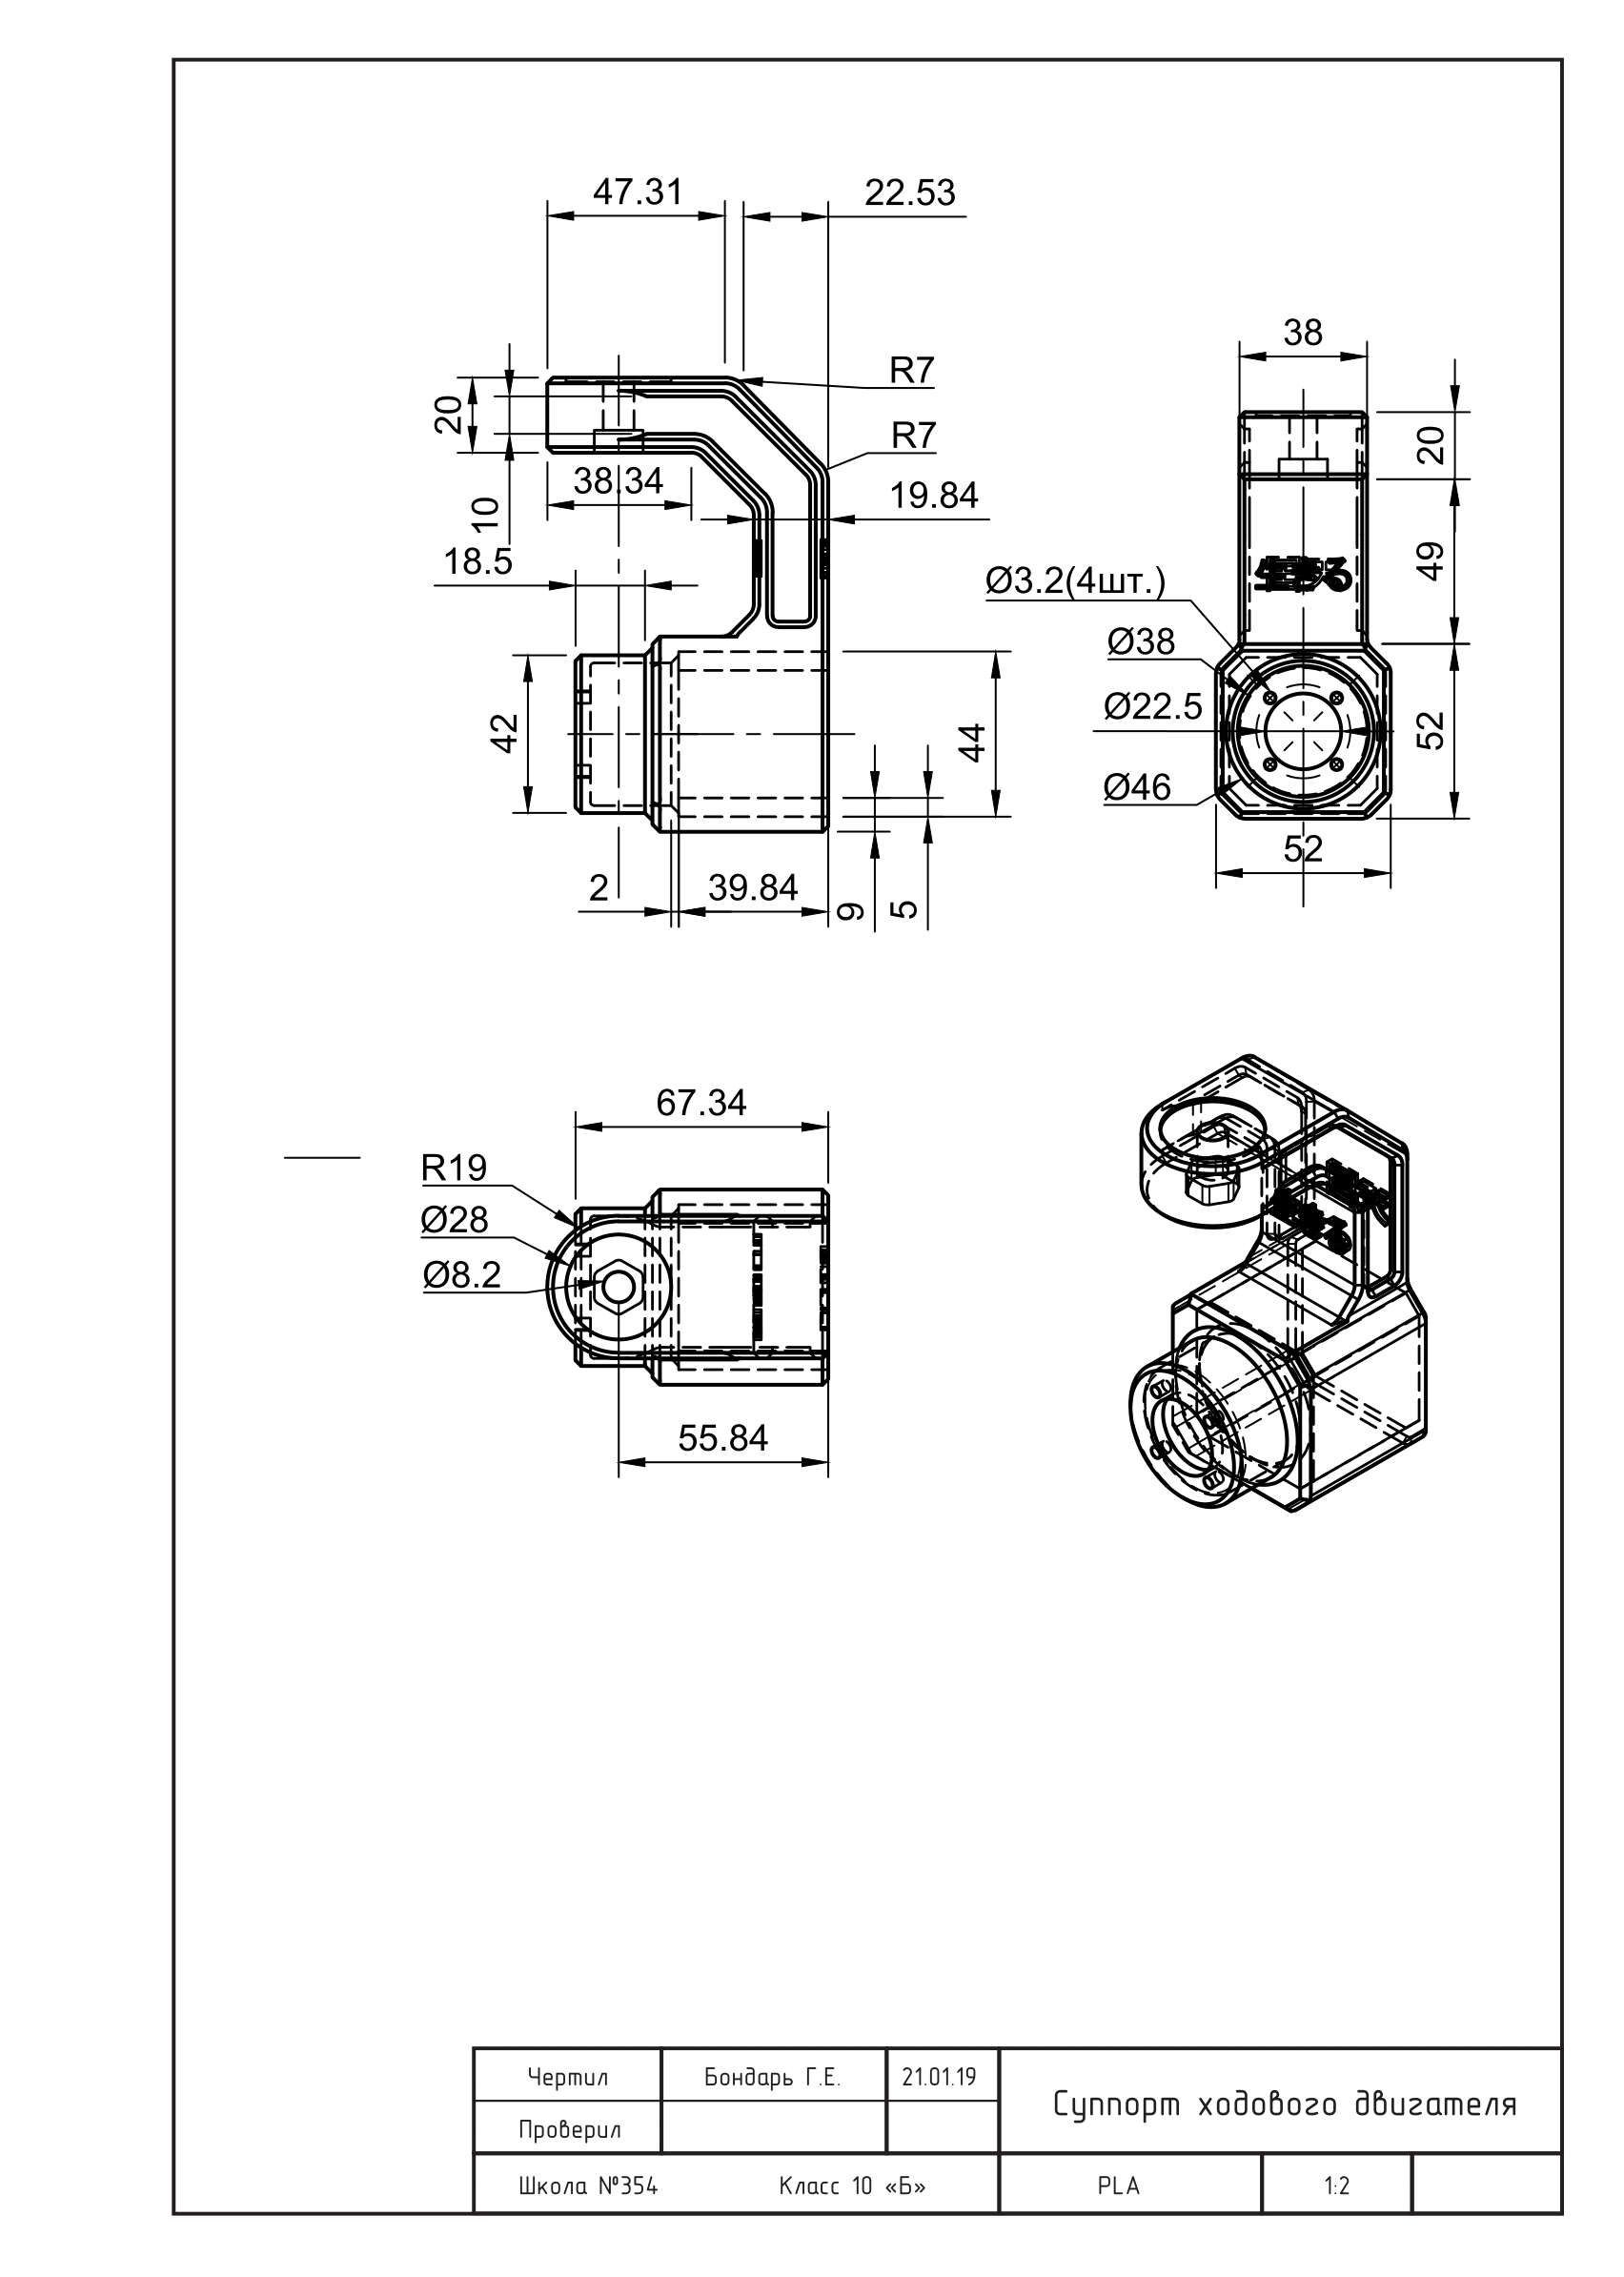 47.31
22.53
R7
R7
20
10
38.34
19.84
18.5
42
44
2
39.84
9
5
38
20
49
Ø3.2(4шт.)
Ø38
Ø22.5
Ø46
52
52
67.34
R19
Ø28
Ø8.2
55.84
Чертил
Бондарь Г.Е.
21.01.19
Суппорт ходового двигателя
Проверил
Школа №354
Класс 10 «Б»
PLA
1:2